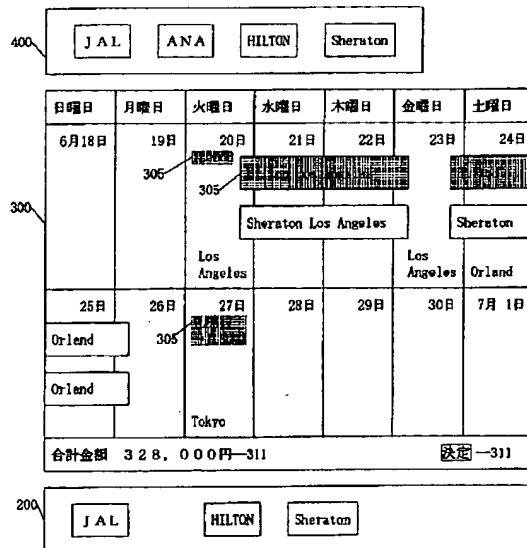 400
JAL ANA HILTON Sheraton
日曜日 月曜日 火曜日 水曜日 木曜日 金曜日 土曜日
6月18日 19日 20日 21日 22日 23日 24日
305
305
300
Sheraton Los Angeles Sheraton
Los Angeles Los Angeles Orland
25日 26日 27日 28日 29日 30日 7月 1日
Orland
305
Orland
Tokyo
合計金額 328,000円―311 決定―311
200
JAL HILTON Sheraton